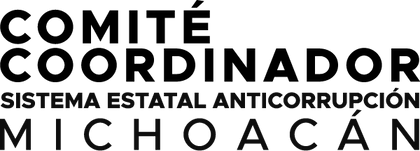 COMITÉ
COORDINADOR
SISTEMA ESTATAL ANTICORRUPCIÓN
MICHOACÁN